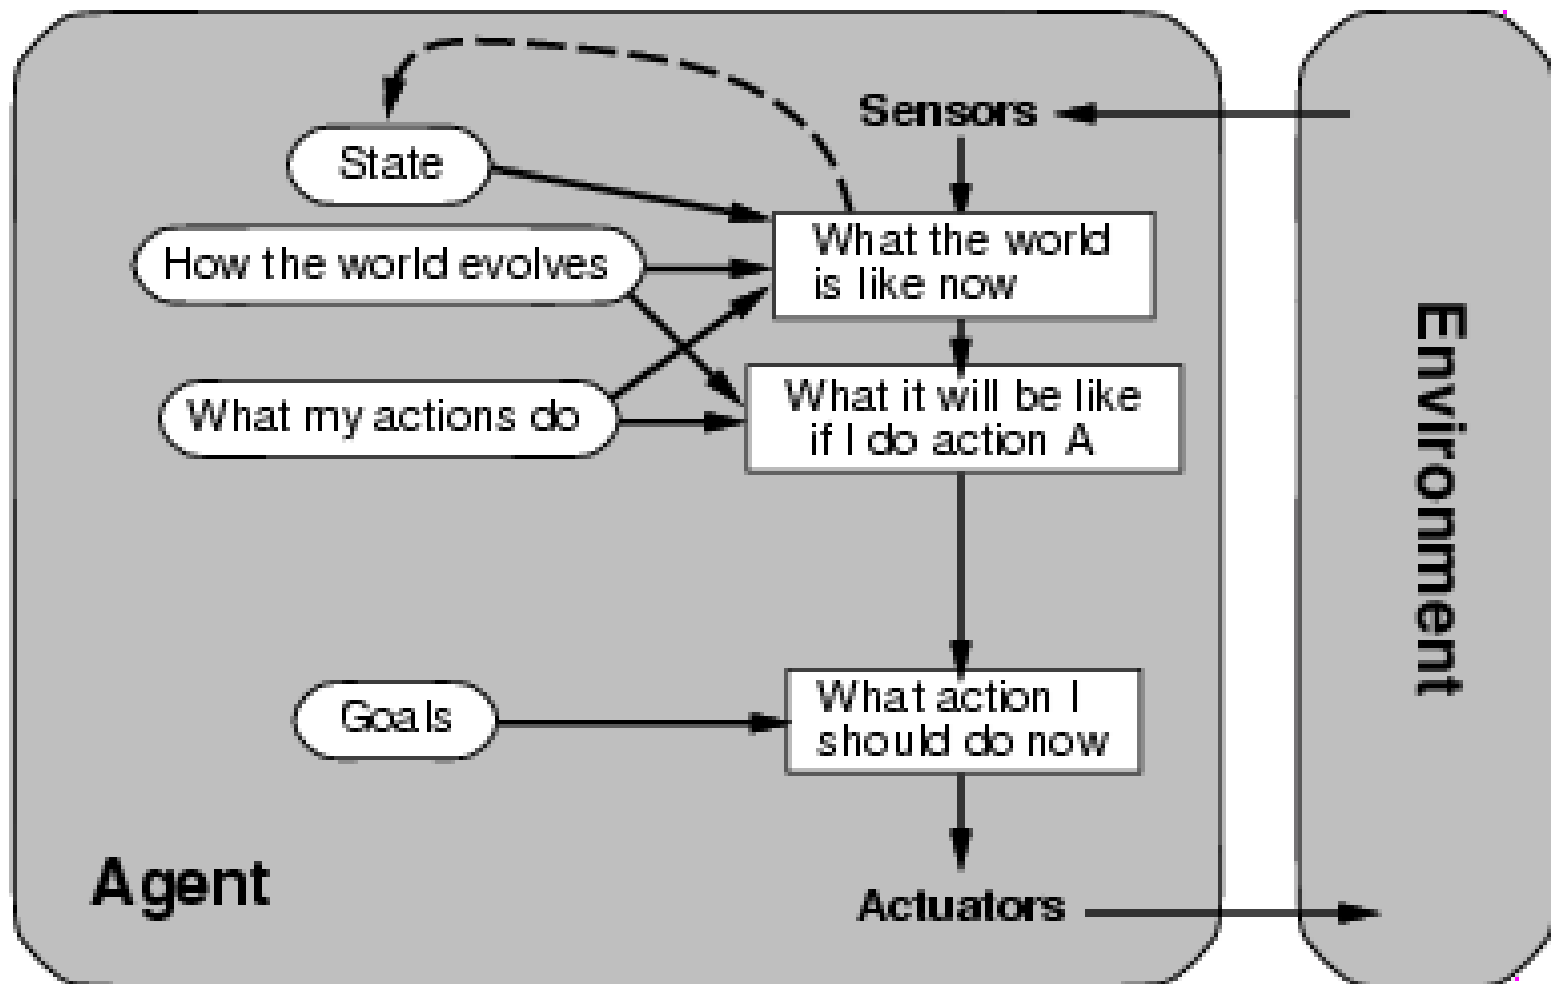 Sensors
State
What the world
is like now
How the world evolves
What it will be like
if I do action A
What my actions do
Environment
What action I
should do now
Goals
Agent
Actuators